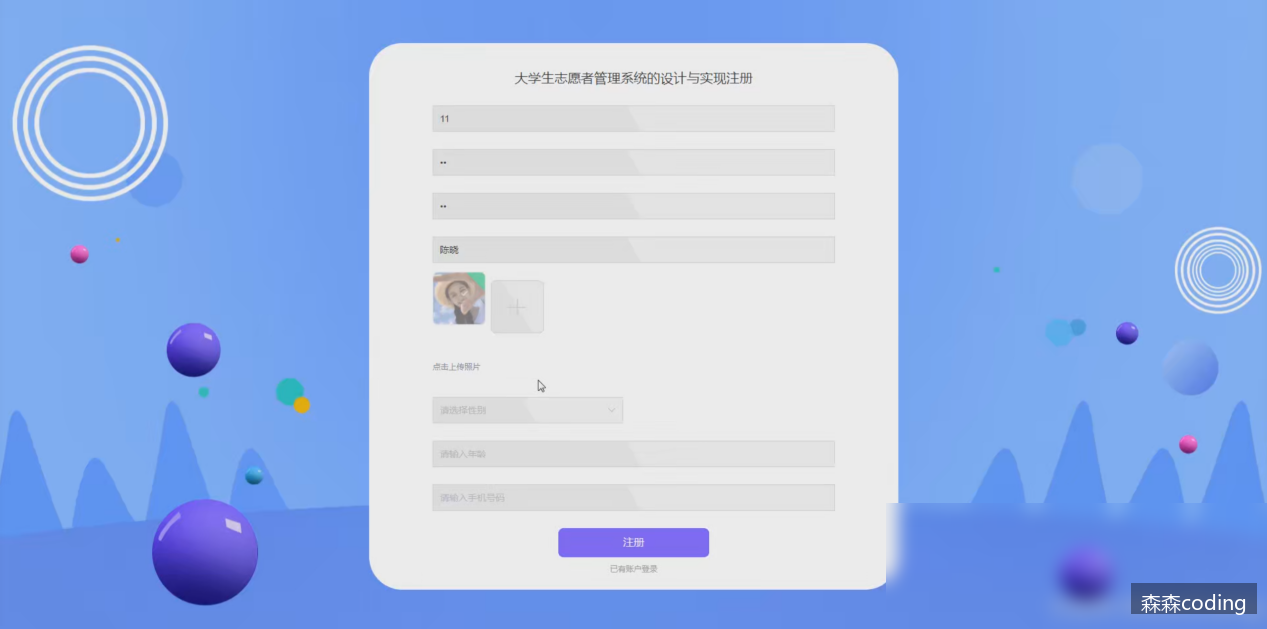 大学生志愿者管理系统的设计与实现注册
11
••
••
陈晓
点击上传照片
请选择性别
请输入年龄
请输入手机号码
注册
已有账户登录
森森coding